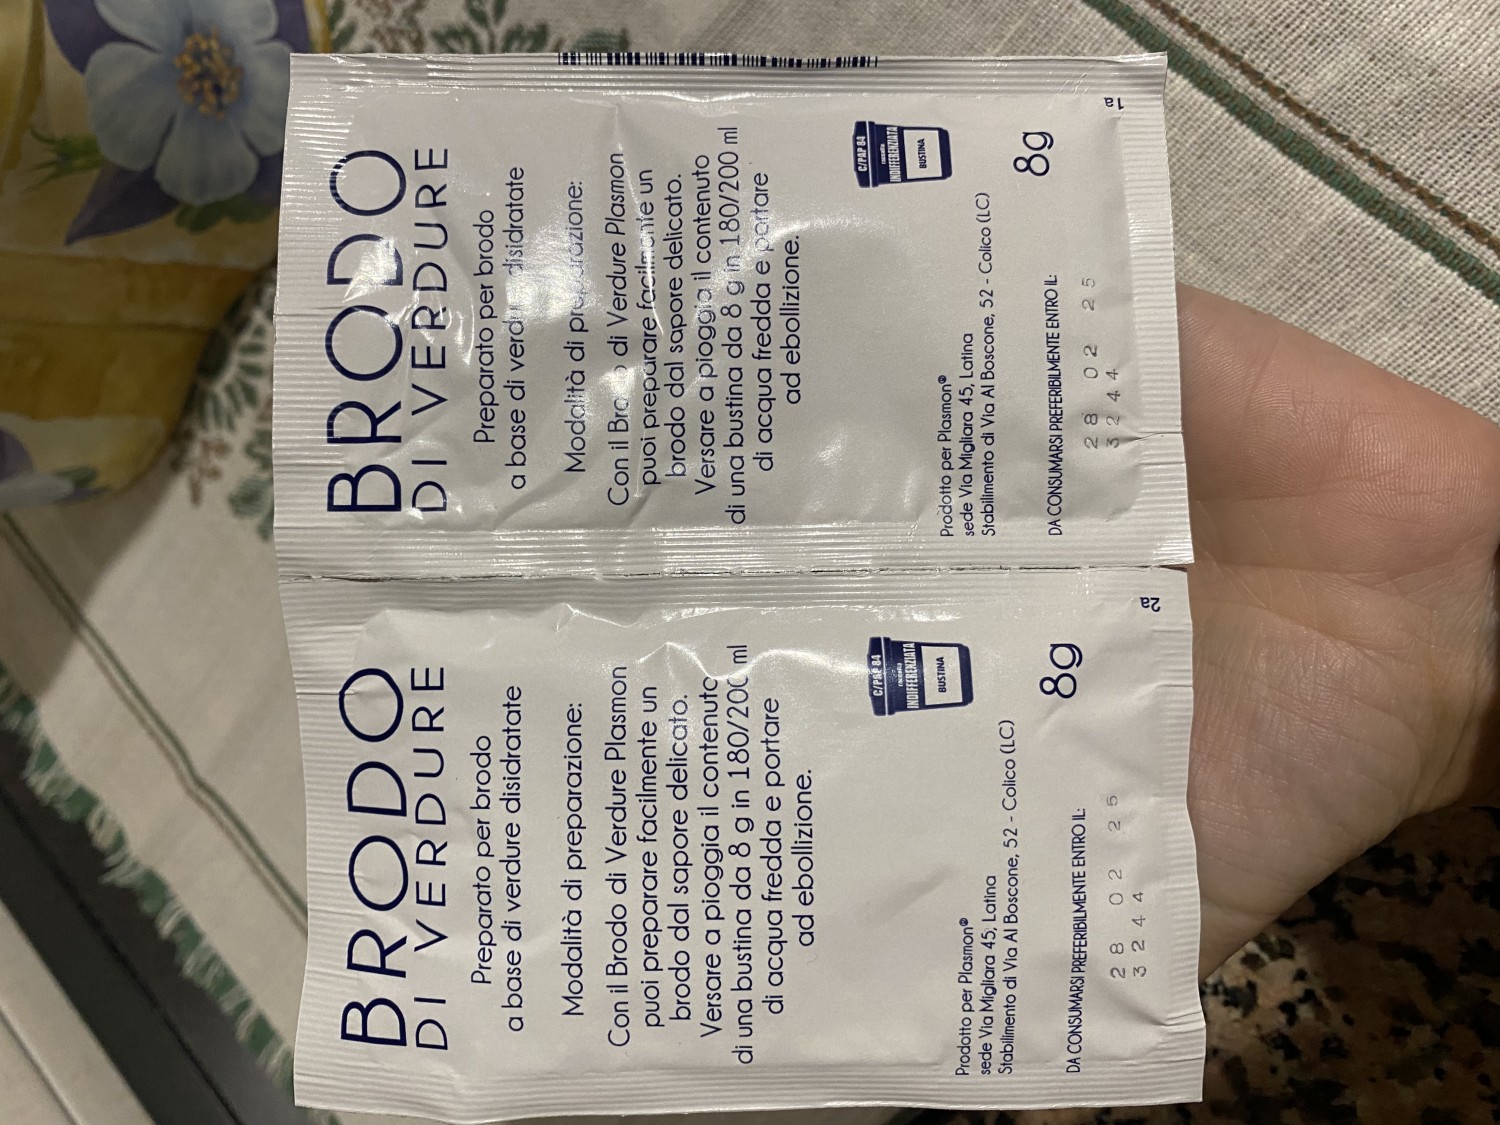 BRODO
DI VERDURE
Preparato per brodo
a base di verdure disidratate
Modalità di preparazione:
Con il Brodo di Verdure Plasmon
puoi preparare facilmente un
brodo dal sapore delicato.
Versare a pioggia il contenuto
di una bustina da 8 g in 180/200 ml
di acqua fredda e portare
ad ebollizione.
C/PAP 84
raccolta
INDIFFERENZIATA
BUSTINA
Prodotto per Plasmon®
sede Via Migliara 45, Latina
Stabilimento di Via Al Boscone, 52 - Colico (LC)
8g
DA CONSUMARSI PREFERIBILMENTE ENTRO IL:
28 02 25
3244
2a
BRODO
DI VERDURE
Preparato per brodo
a base di verdure disidratate
Modalità di preparazione:
Con il Brodo di Verdure Plasmon
puoi preparare facilmente un
brodo dal sapore delicato.
Versare a pioggia il contenuto
di una bustina da 8 g in 180/200 ml
di acqua fredda e portare
ad ebollizione.
C/PAP 84
raccolta
INDIFFERENZIATA
BUSTINA
Prodotto per Plasmon®
sede Via Migliara 45, Latina
Stabilimento di Via Al Boscone, 52 - Colico (LC)
8g
DA CONSUMARSI PREFERIBILMENTE ENTRO IL:
28 02 25
3244
1a